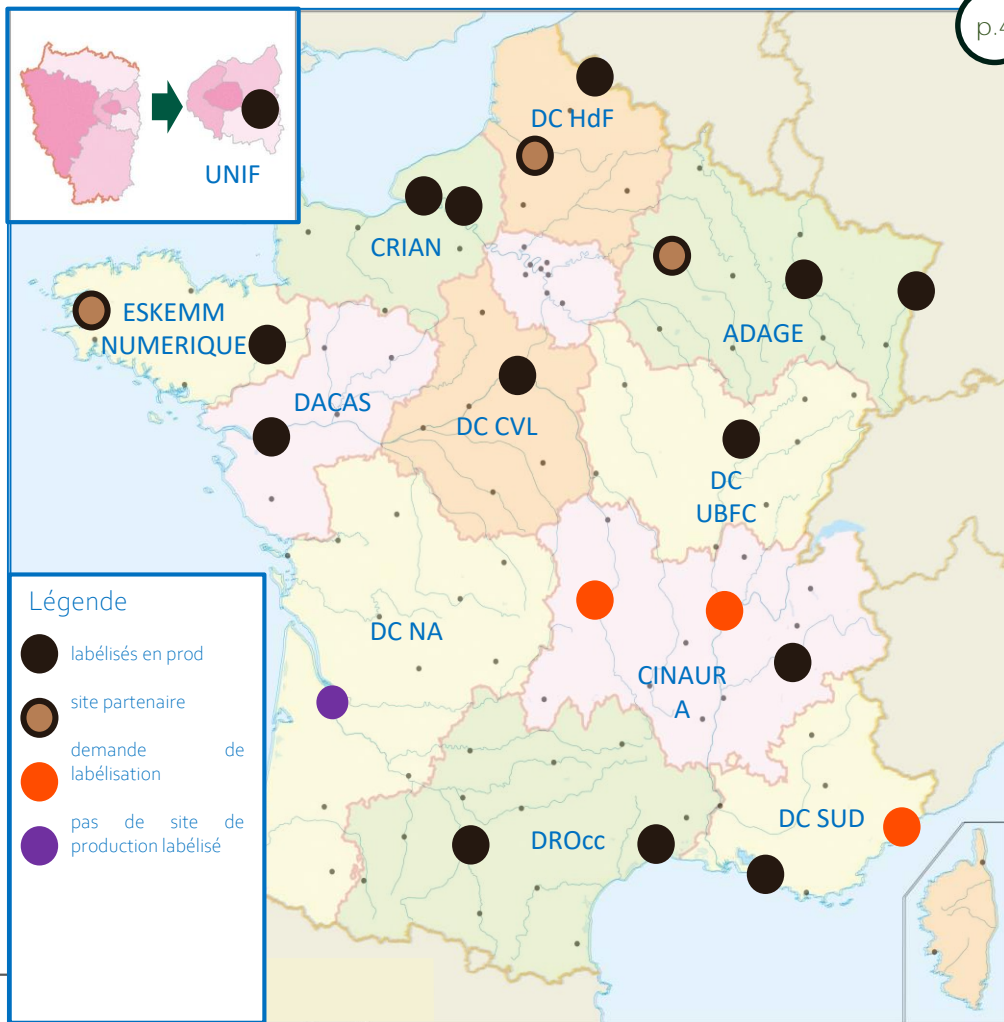 p.4
UNIF
DC HdF
CRIAN
ESKEMM
NUMERIQUE
ADAGE
DACAS
DC CVL
DC
UBFC
DC NA
CINAUR
A
DC SUD
DROcc
Légende
labélisés en prod
site partenaire
demande de
labélisation
pas de site de
production labélisé